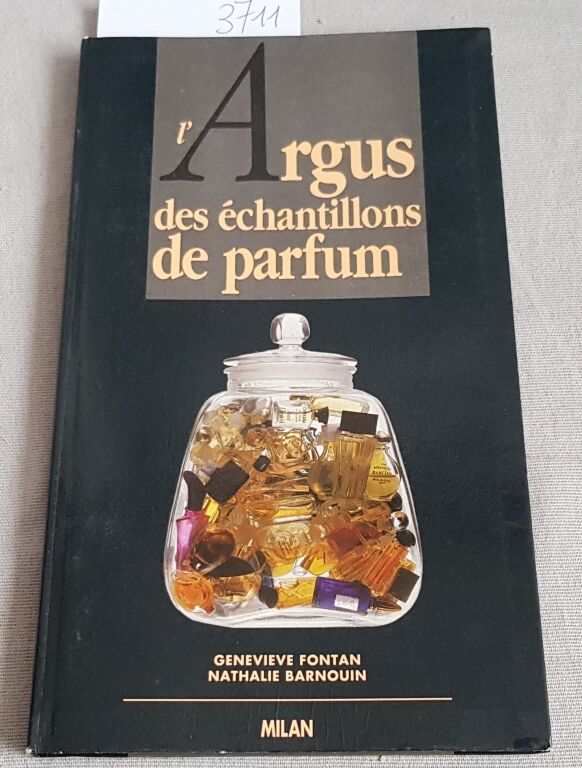 3711
l'Argus
des échantillons
de parfum
GENEVIEVE FONTAN
NATHALIE BARNOUIN
MILAN